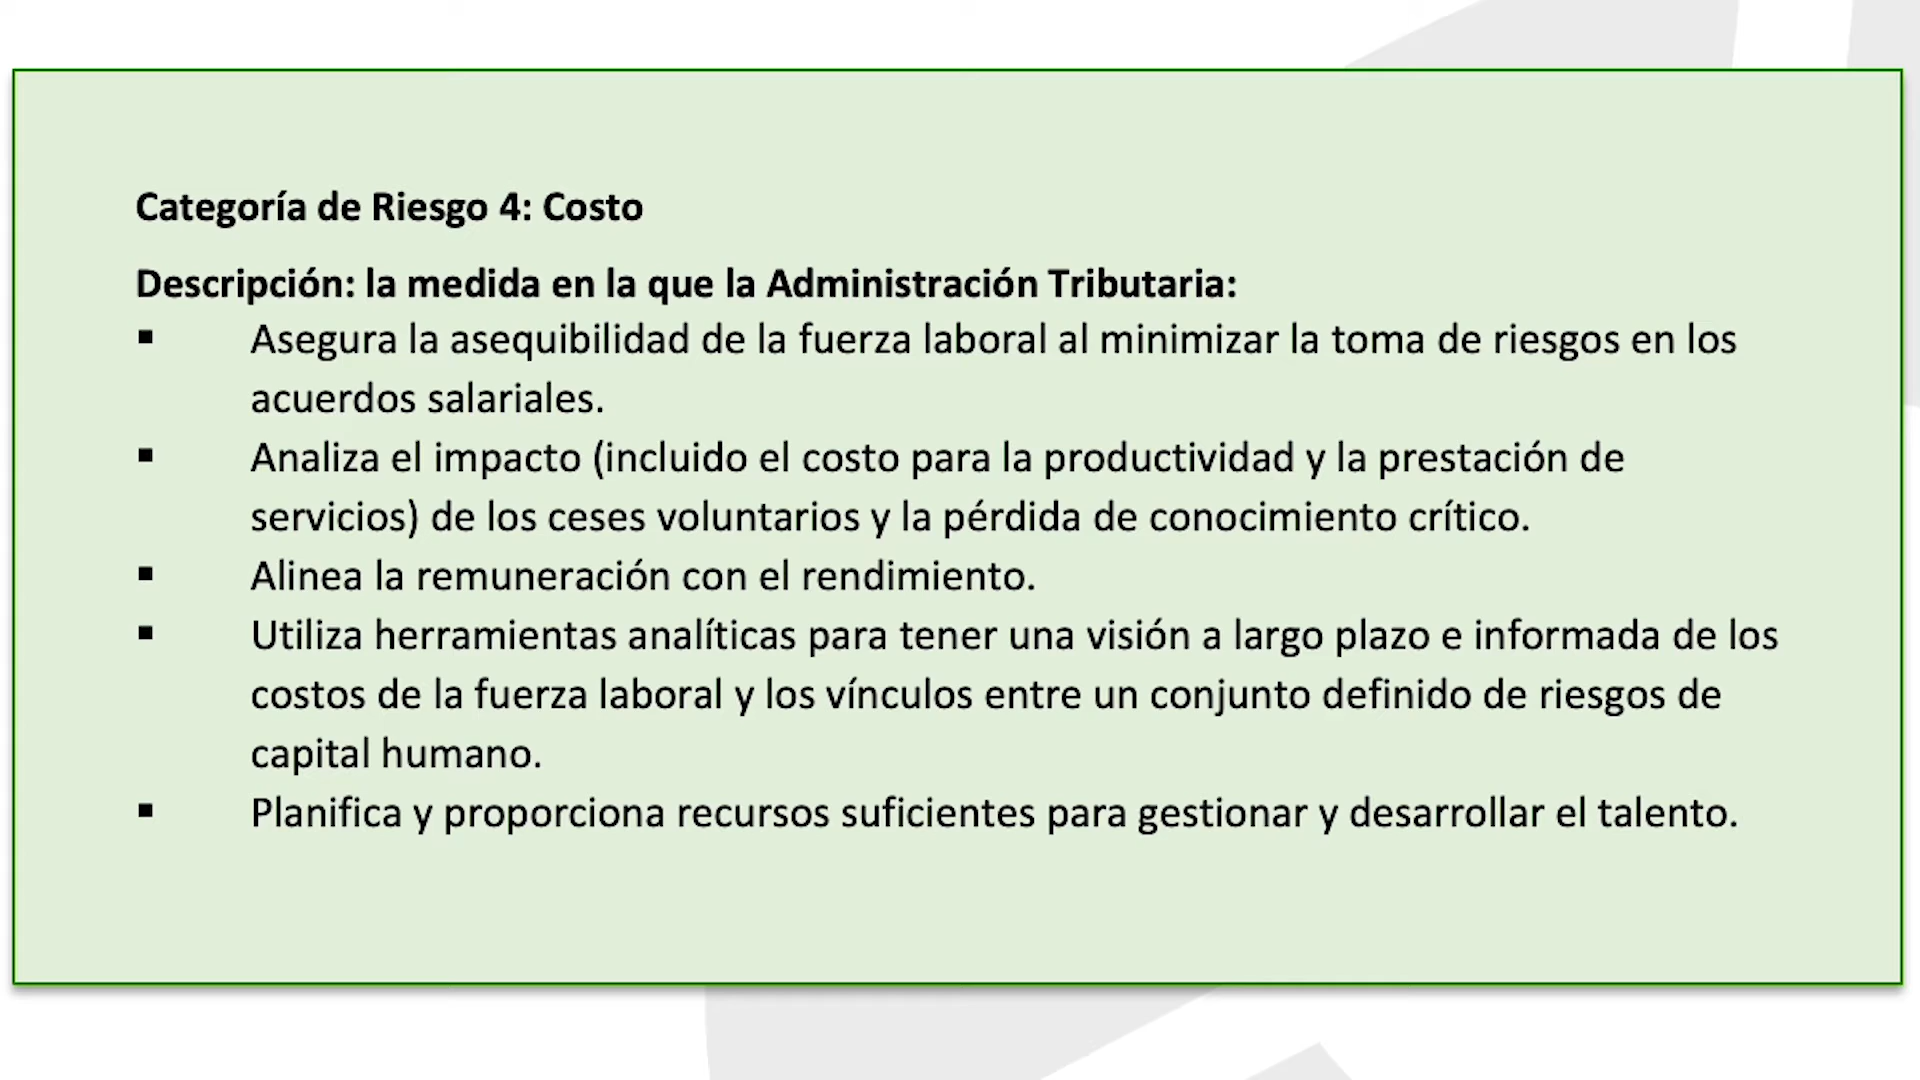 Categoría de Riesgo 4: Costo
Descripción: la medida en la que la Administración Tributaria:
▪ Asegura la asequibilidad de la fuerza laboral al minimizar la toma de riesgos en los
acuerdos salariales.
▪ Analiza el impacto (incluido el costo para la productividad y la prestación de
servicios) de los ceses voluntarios y la pérdida de conocimiento crítico.
▪ Alinea la remuneración con el rendimiento.
▪ Utiliza herramientas analíticas para tener una visión a largo plazo e informada de los
costos de la fuerza laboral y los vínculos entre un conjunto definido de riesgos de
capital humano.
▪ Planifica y proporciona recursos suficientes para gestionar y desarrollar el talento.